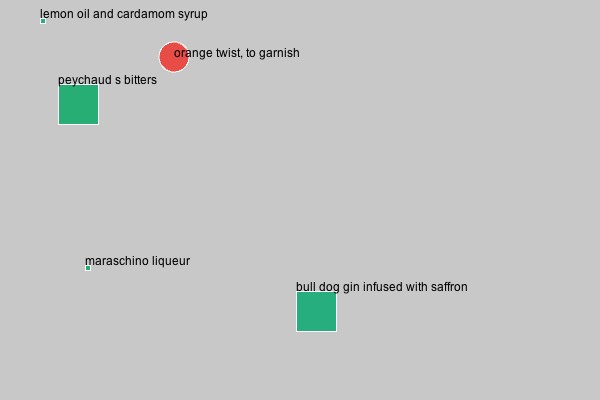 lemon oil and cardamom syrup
orange twist, to garnish
peychaud s bitters
maraschino liqueur
bull dog gin infused with saffron